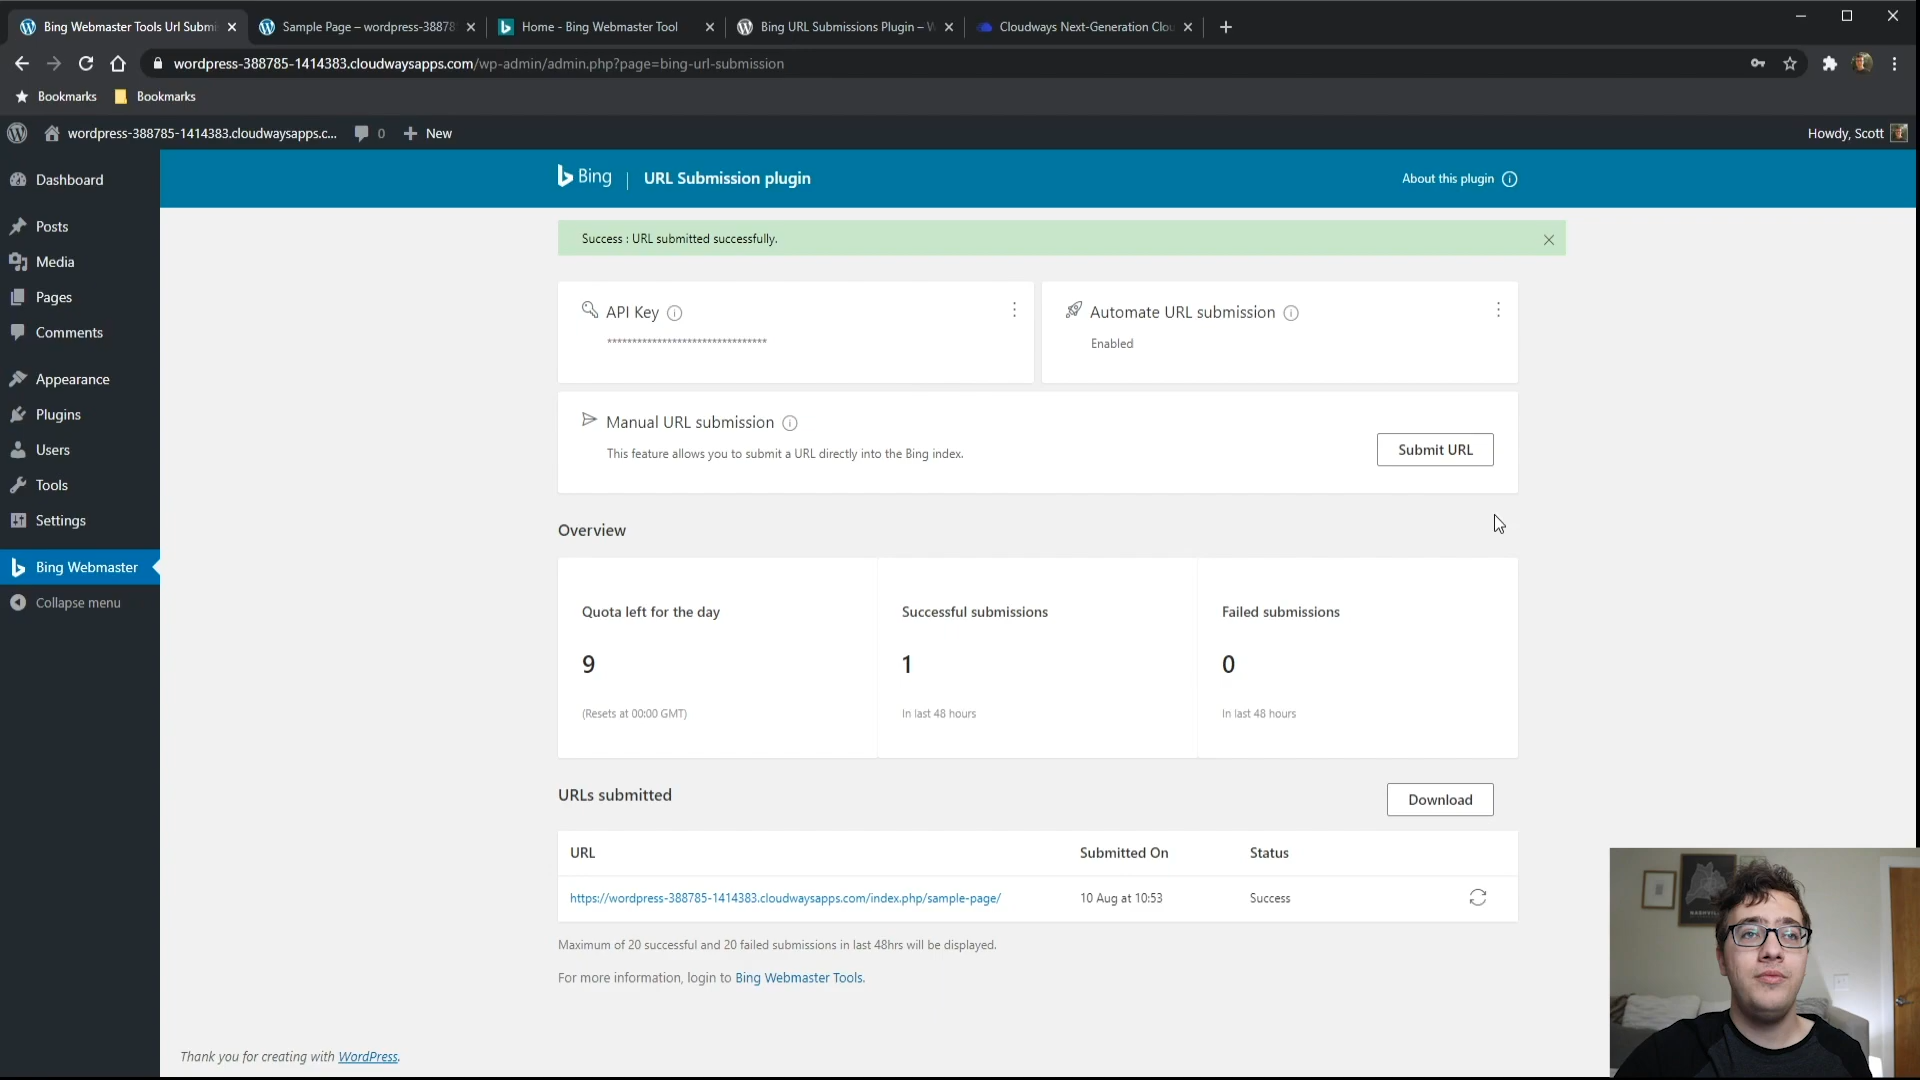 Bing Webmaster Tools Url Subm
Sample Page – wordpress-38878
Home - Bing Webmaster Tool
Bing URL Submissions Plugin – W
Cloudways Next-Generation Clou
wordpress-388785-1414383.cloudwaysapps.com/wp-admin/admin.php?page=bing-url-submission
Bookmarks
Bookmarks
wordpress-388785-1414383.cloudwaysapps.c...
0
New
Howdy, Scott
Dashboard
Posts
Media
Pages
Comments
Appearance
Plugins
Users
Tools
Settings
Bing Webmaster
Collapse menu
Bing | URL Submission plugin
About this plugin
Success : URL submitted successfully.
API Key
********************************
Automate URL submission
Enabled
Manual URL submission
This feature allows you to submit a URL directly into the Bing index.
Submit URL
Overview
Quota left for the day
9
(Resets at 00:00 GMT)
Successful submissions
1
In last 48 hours
Failed submissions
0
In last 48 hours
URLs submitted
Download
URL Submitted On Status
https://wordpress-388785-1414383.cloudwaysapps.com/index.php/sample-page/ 10 Aug at 10:53 Success
Maximum of 20 successful and 20 failed submissions in last 48hrs will be displayed.
For more information, login to Bing Webmaster Tools.
Thank you for creating with WordPress.
NASHVILLE